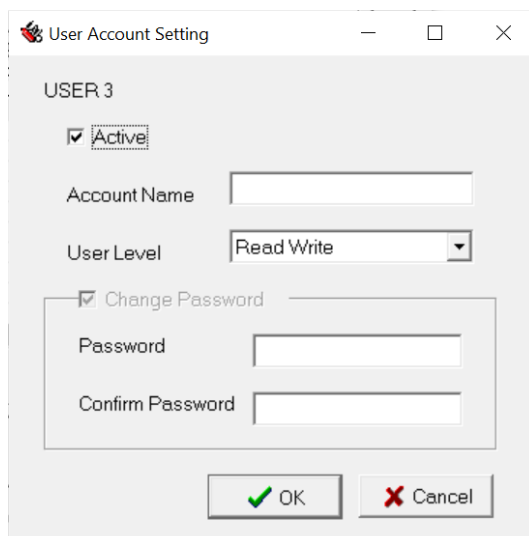 User Account Setting
USER 3
Active
Account Name
User Level
Read Write
Change Password
Password
Confirm Password
OK
Cancel